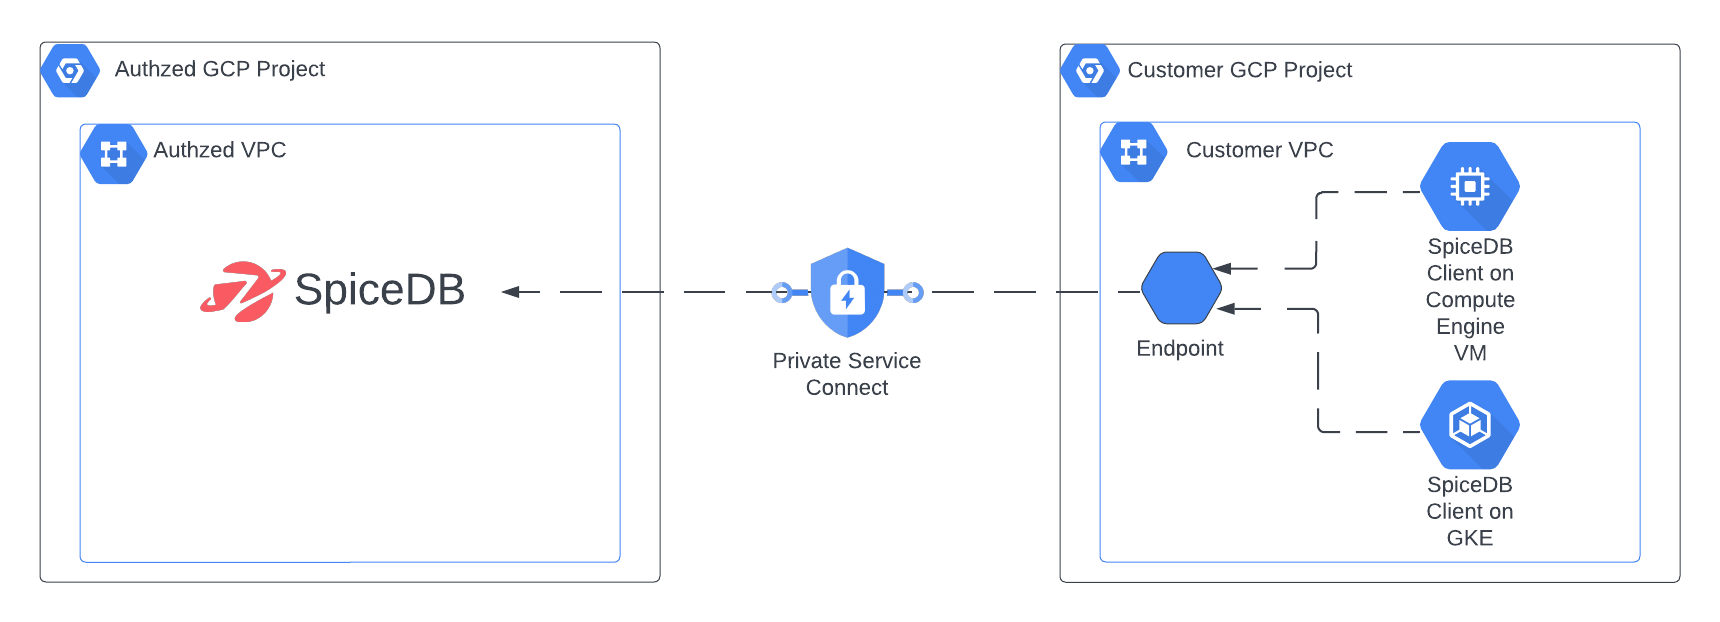 Authzed GCP Project
Authzed VPC
SpiceDB
Private Service
Connect
Customer GCP Project
Customer VPC
Endpoint
SpiceDB
Client on
Compute
Engine
VM
SpiceDB
Client on
GKE